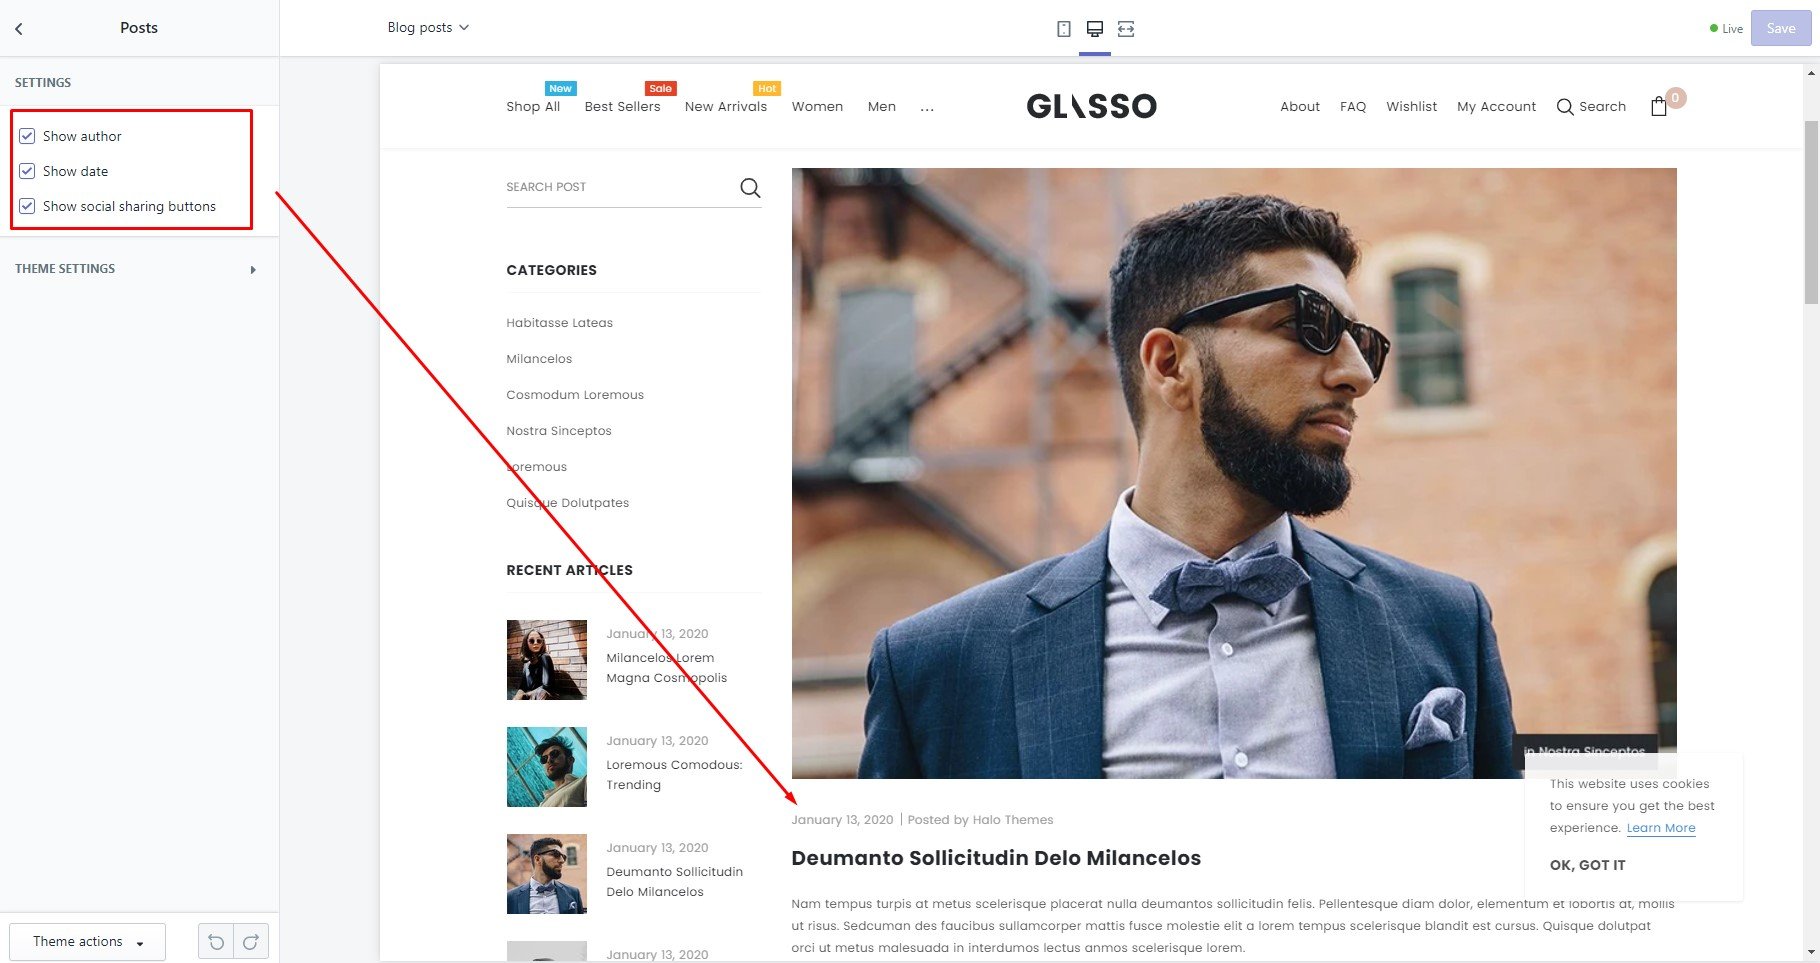 Posts
Blog posts
Live
Save
SETTINGS
Show author
Show date
Show social sharing buttons
THEME SETTINGS
Theme actions
New
Sale
Hot
Shop All
Best Sellers
New Arrivals
Women
Men
...
GLASSO
About
FAQ
Wishlist
My Account
Search
0
SEARCH POST
CATEGORIES
Habitasse Lateas
Milancelos
Cosmodum Loremous
Nostra Sinceptos
Loremous
Quisque Dolutpates
RECENT ARTICLES
January 13, 2020
Milancelos Lorem
Magna Cosmopolis
January 13, 2020
Loremous Comodous:
Trending
January 13, 2020
Deumanto Sollicitudin
Delo Milancelos
January 13, 2020
in Nostra Sinceptos
January 13, 2020 | Posted by Halo Themes
Deumanto Sollicitudin Delo Milancelos
Nam tempus turpis at metus scelerisque placerat nulla deumantos sollicitudin felis. Pellentesque diam dolor, elementum et lobortis at, mollis
ut risus. Sedcuman des faucibus sullamcorper mattis fusce molestie elit a lorem tempus scelerisque blandit est cursus. Quisque dolutpat
orci ut metus malesuada in interdumos lectus anmos scelerisque lorem.
This website uses cookies
to ensure you get the best
experience. Learn More
OK, GOT IT